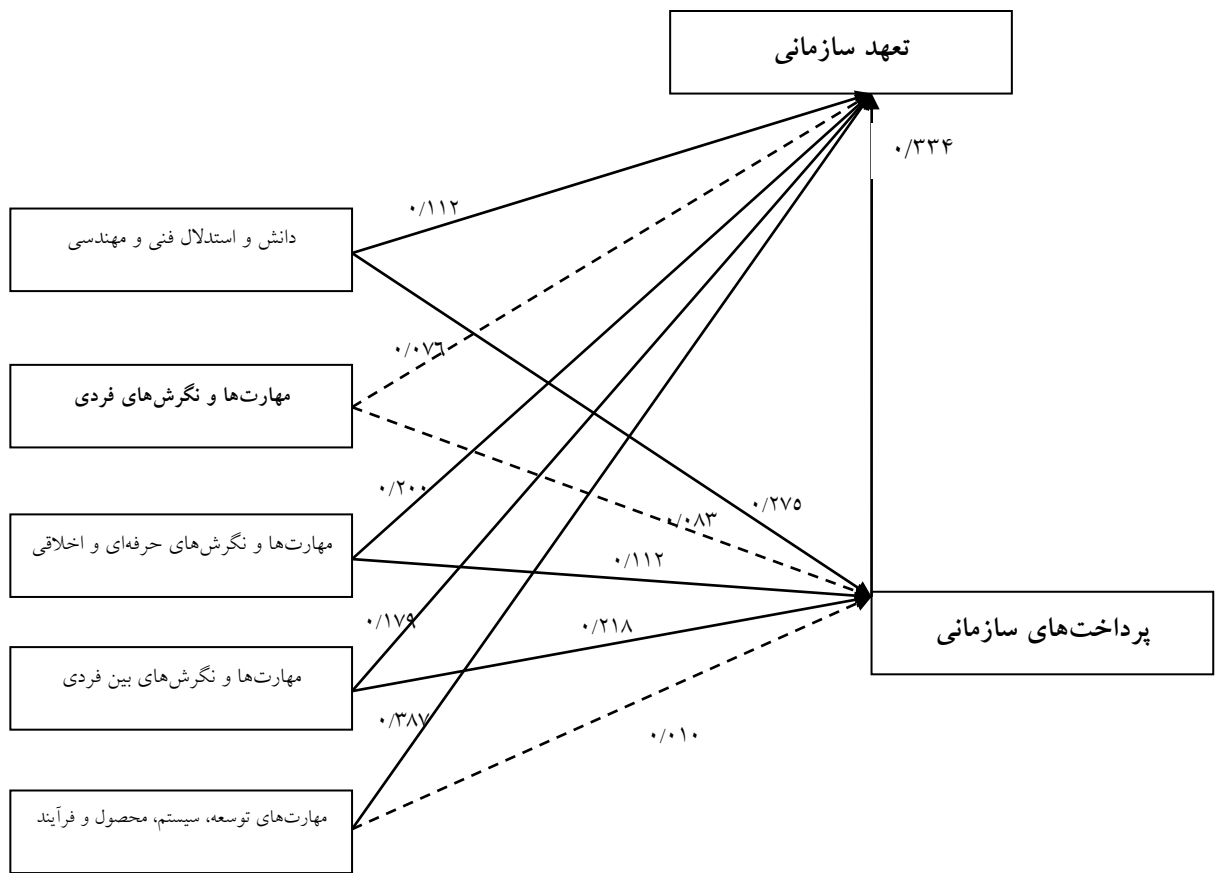 تعهد سازمانی
۰/۳۳۴
۰/۱۱۲
دانش و استدلال فنی و مهندسی
۰/۰۷٦
مهارت‌ها و نگرش‌های فردی
۰/۲۰۰
۰/۲۷٥
۰/۰۸۳
مهارت‌ها و نگرش‌های حرفه‌ای و اخلاقی
۰/۱۱۲
۰/۱۷۹
۰/۲۱۸
پرداخت‌های سازمانی
مهارت‌ها و نگرش‌های بین فردی
۰/۳۸۷
۰/۰۱۰
مهارت‌های توسعه، سیستم، محصول و فرآیند